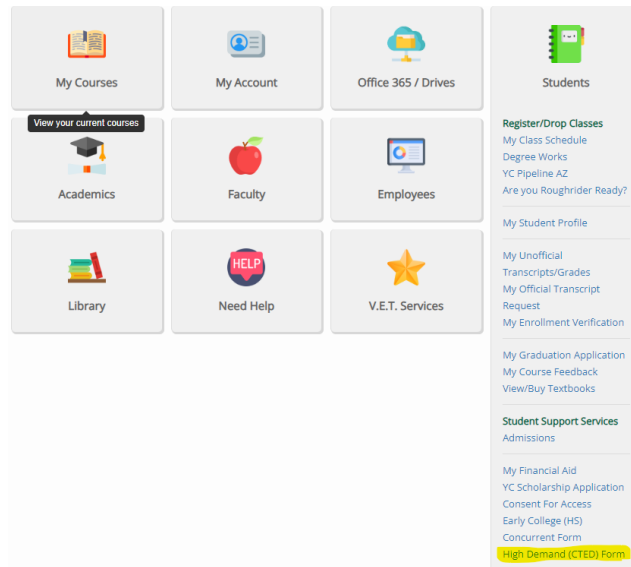 My Courses
My Account
Office 365 / Drives
Students
View your current courses
Academics
Faculty
Employees
HELP
Library
Need Help
V.E.T. Services
Register/Drop Classes
My Class Schedule
Degree Works
YC Pipeline AZ
Are you Roughrider Ready?
My Student Profile
My Unofficial
Transcripts/Grades
My Official Transcript
Request
My Enrollment Verification
My Graduation Application
My Course Feedback
View/Buy Textbooks
Student Support Services
Admissions
My Financial Aid
YC Scholarship Application
Consent For Access
Early College (HS)
Concurrent Form
High Demand (CTED) Form